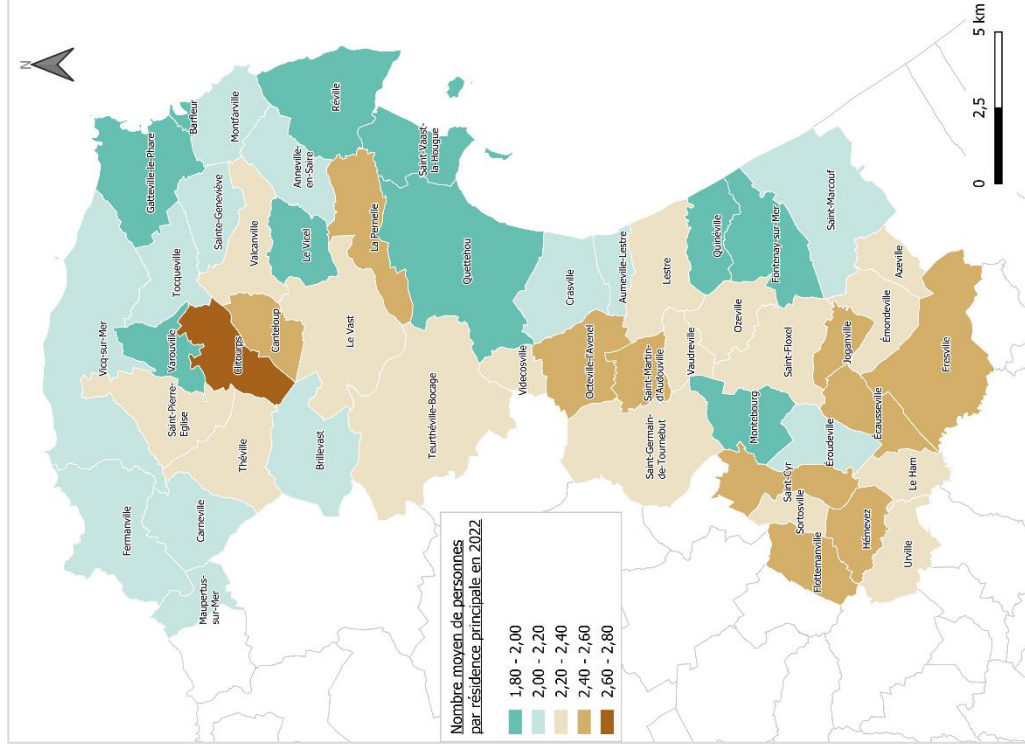 N
Gatteville-le-Phare
Barfleur
Montfarville
Réville
Vicq-sur-Mer
Tocqueville
Sainte-Geneviève
Anneville-
en-Saire
Fermanville
Varouville
Valcanville
Le Vicel
La Pernelle
Saint-Vaast-
la-Hougue
Saint-Pierre-
Eglise
Clitourps
Canteloup
Carneville
Théville
Le Vast
Quettehou
Maupertus-
sur-Mer
Brillevast
Teurthéville-Bocage
Crasville
Aumeville-Lestre
Videcosville
Octeville-l'Avenel
Lestre
Quinéville
Saint-Martin-
d'Audouville
Fontenay-sur-Mer
Saint-Marcouf
Saint-Germain-
de-Tournebut
Vaudreville
Ozeville
Saint-Floxel
Azeville
Montebourg
Émondeville
Joganville
Fresville
Saint-Cyr
Éroudeville
Écausseville
Sortosville
Le Ham
Flottemanville
Hémevez
Urville
Nombre moyen de personnes
par résidence principale en 2022
1,80 - 2,00
2,00 - 2,20
2,20 - 2,40
2,40 - 2,60
2,60 - 2,80
0 2,5 5 km